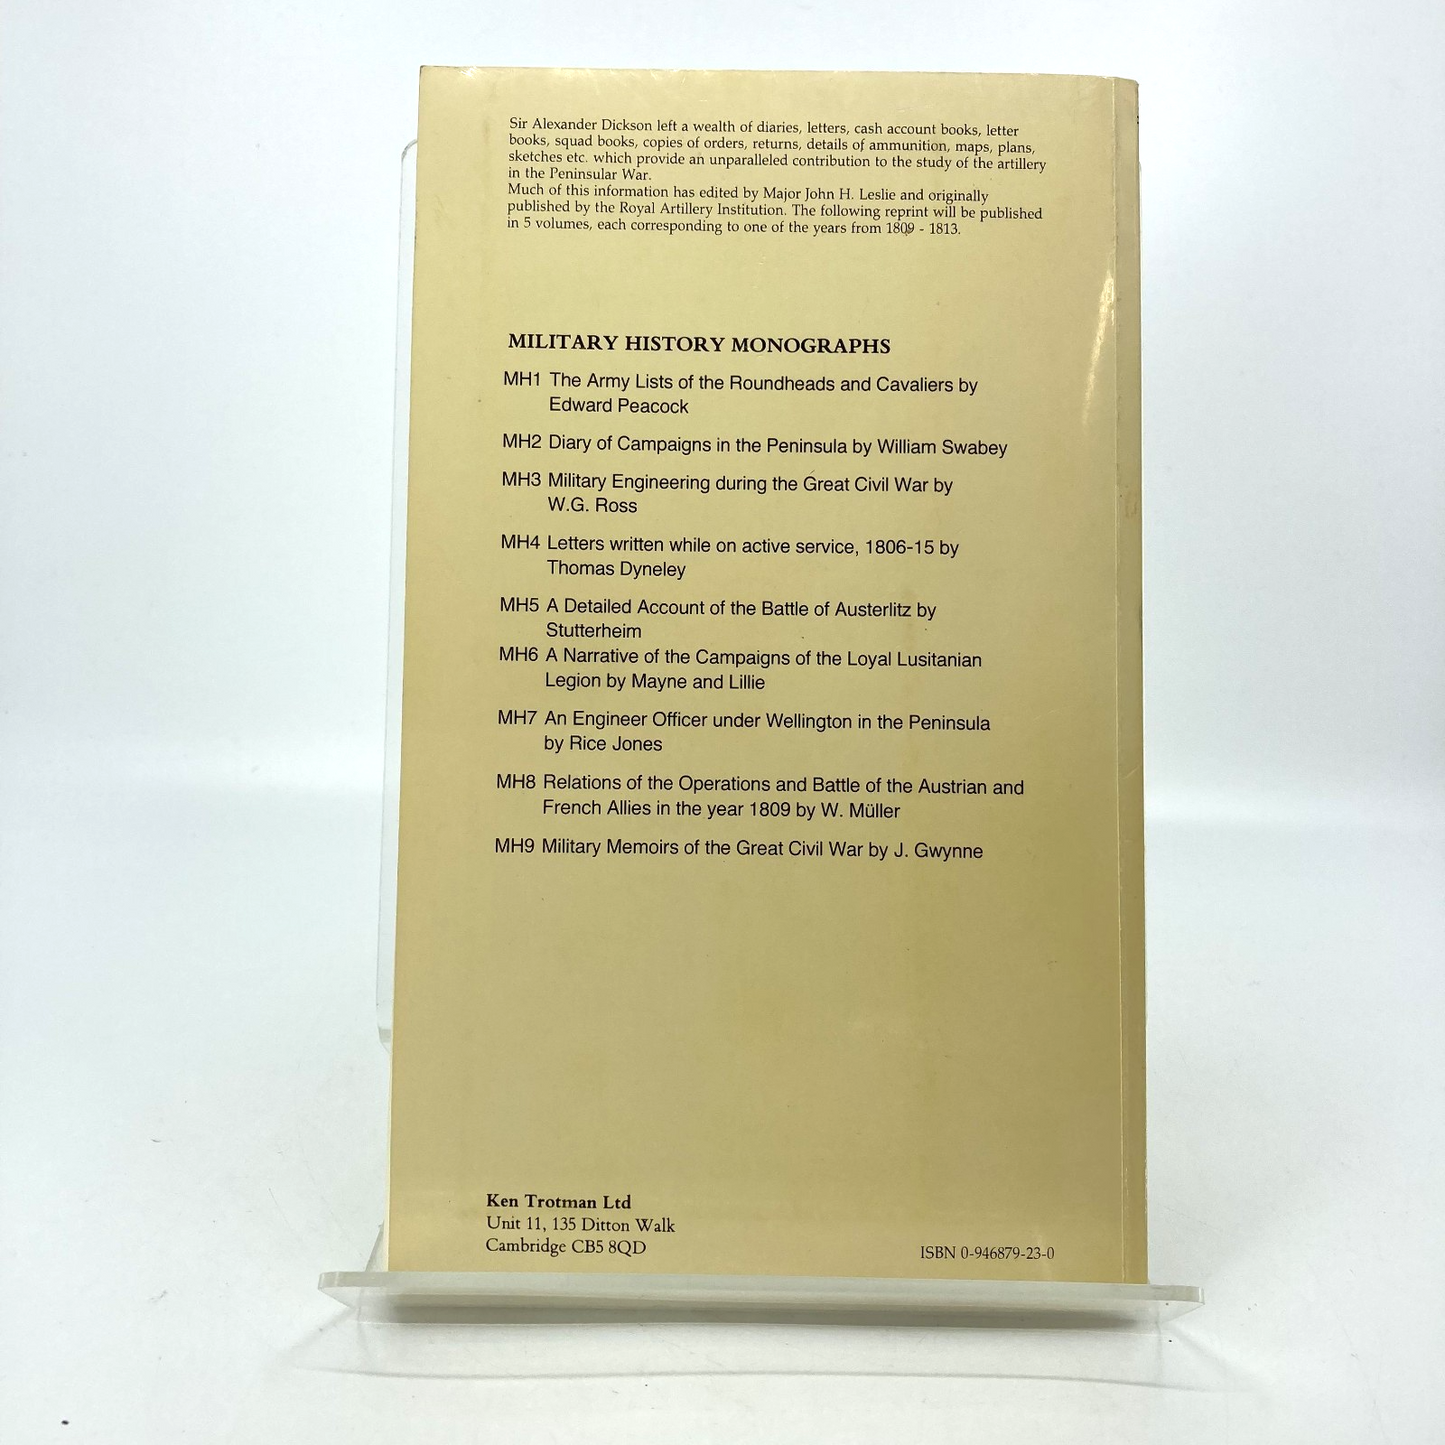 Sir Alexander Dickson left a wealth of diaries, letters, cash account books, letter
books, squad books, copies of orders, returns, details of ammunition, maps, plans,
sketches etc. which provide an unparalleled contribution to the study of the artillery
in the Peninsular War.
Much of this information has edited by Major John H. Leslie and originally
published by the Royal Artillery Institution. The following reprint will be published
in 5 volumes, each corresponding to one of the years from 1809 - 1813.
MILITARY HISTORY MONOGRAPHS
MH1 The Army Lists of the Roundheads and Cavaliers by
Edward Peacock
MH2 Diary of Campaigns in the Peninsula by William Swabey
MH3 Military Engineering during the Great Civil War by
W.G. Ross
MH4 Letters written while on active service, 1806-15 by
Thomas Dyneley
MH5 A Detailed Account of the Battle of Austerlitz by
Stutterheim
MH6 A Narrative of the Campaigns of the Loyal Lusitanian
Legion by Mayne and Lillie
MH7 An Engineer Officer under Wellington in the Peninsula
by Rice Jones
MH8 Relations of the Operations and Battle of the Austrian and
French Allies in the year 1809 by W. Müller
MH9 Military Memoirs of the Great Civil War by J. Gwynne
Ken Trotman Ltd
Unit 11, 135 Ditton Walk
Cambridge CB5 8QD
ISBN 0-946879-23-0